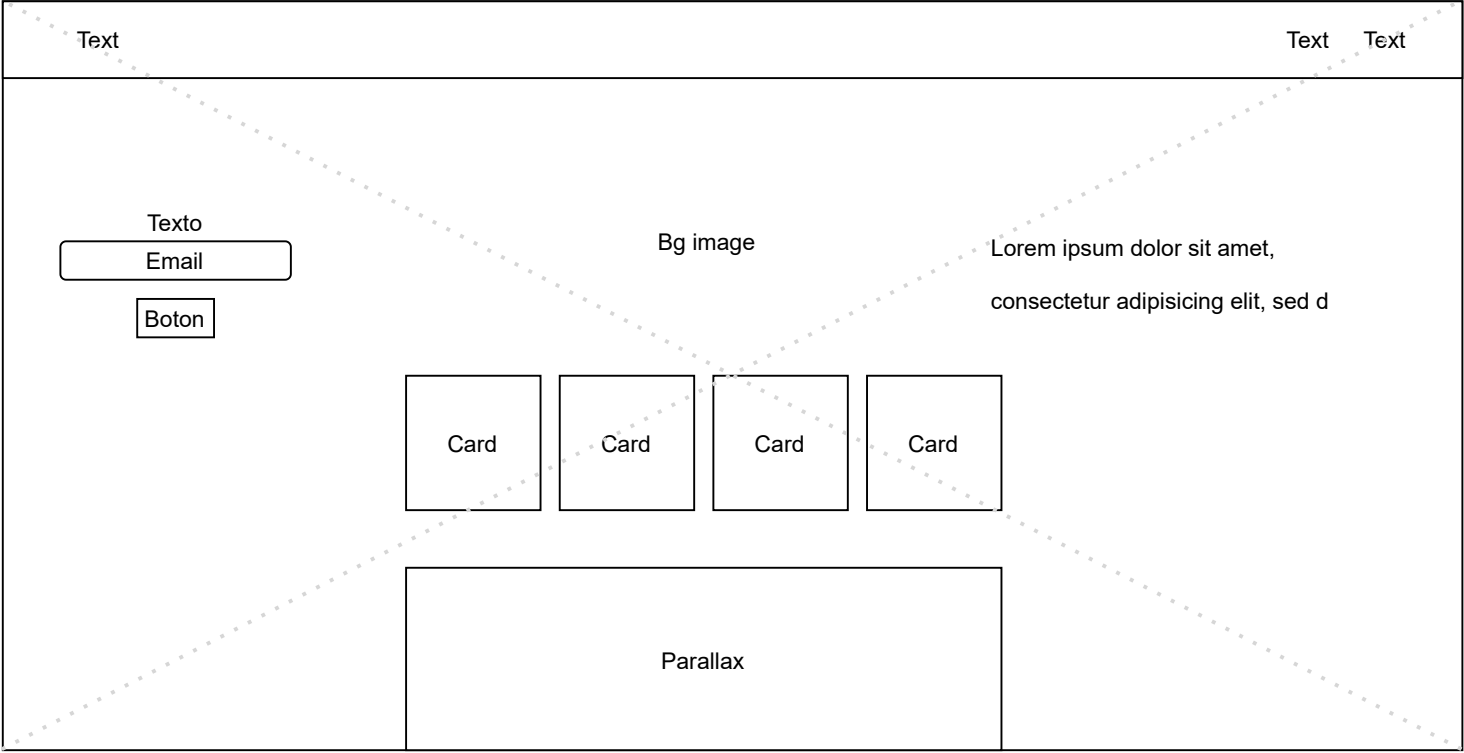 Text
Text
Text
Texto
Email
Boton
Bg image
Lorem ipsum dolor sit amet,
consectetur adipisicing elit, sed d
Card
Card
Card
Card
Parallax